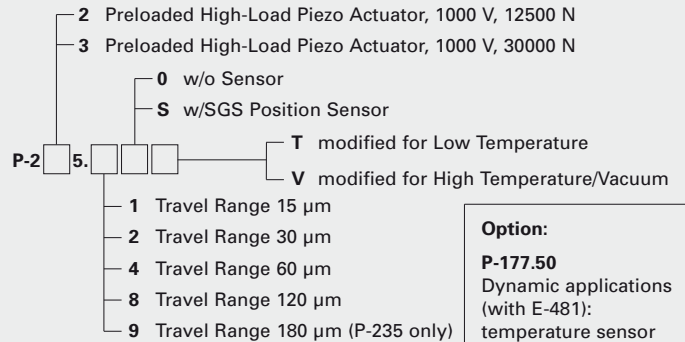 2 Preloaded High-Load Piezo Actuator, 1000 V, 12500 N
3 Preloaded High-Load Piezo Actuator, 1000 V, 30000 N
0 w/o Sensor
S w/SGS Position Sensor
T modified for Low Temperature
P-2 5.
V modified for High Temperature/Vacuum
1 Travel Range 15 µm
2 Travel Range 30 µm
4 Travel Range 60 µm
8 Travel Range 120 µm
9 Travel Range 180 µm (P-235 only)
Option:
P-177.50
Dynamic applications
(with E-481):
temperature sensor